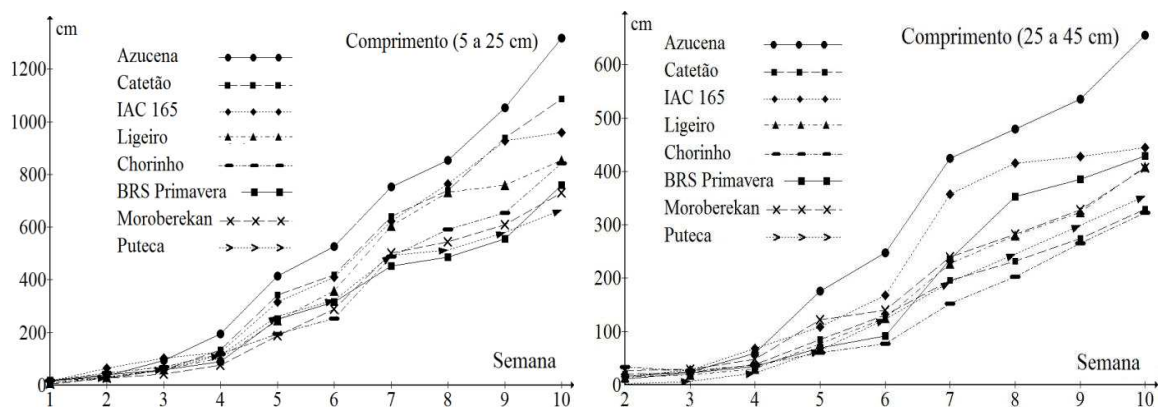 cm
Comprimento (5 a 25 cm)
Azucena
Catetão
IAC 165
Ligeiro
Chorinho
BRS Primavera
Moroberekan
Puteca
1200
1000
800
600
400
200
0
1 2 3 4 5 6 7 8 9 10
Semana
cm
Comprimento (25 a 45 cm)
Azucena
Catetão
IAC 165
Ligeiro
Chorinho
BRS Primavera
Moroberekan
Puteca
600
500
400
300
200
100
0
2 3 4 5 6 7 8 9 10
Semana